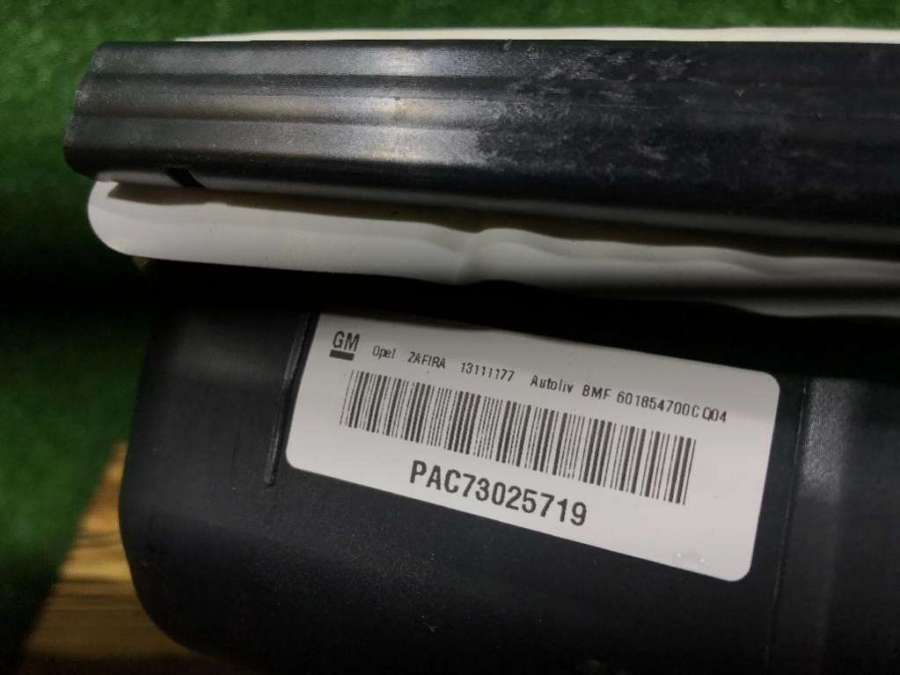 GM Opel ZAFIRA 13111177 Autoliv BMF 601854700C Q04
PAC73025719